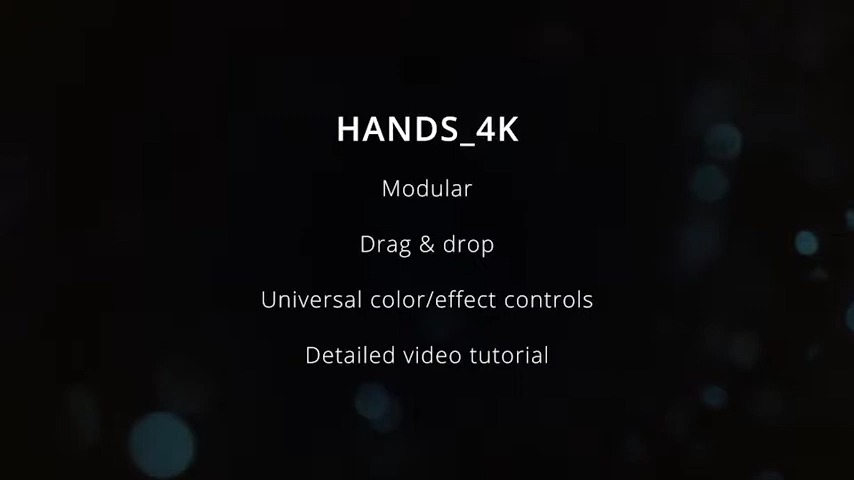 HANDS_4K
Modular
Drag & drop
Universal color/effect controls
Detailed video tutorial